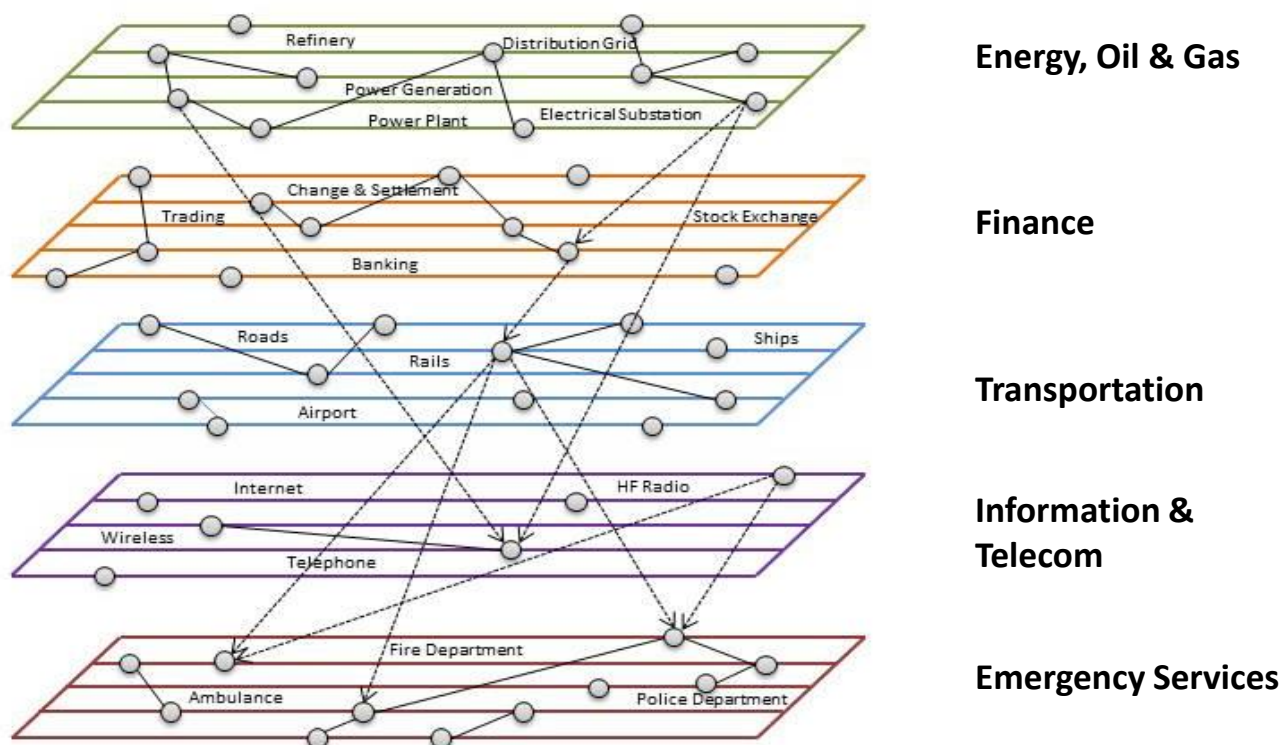 Refinery
Distribution Grid
Power Generation
Power Plant
Electrical Substation
Energy, Oil & Gas
Change & Settlement
Trading
Stock Exchange
Banking
Finance
Roads
Rails
Ships
Airport
Transportation
Internet
HF Radio
Wireless
Telephone
Information &
Telecom
Fire Department
Ambulance
Police Department
Emergency Services